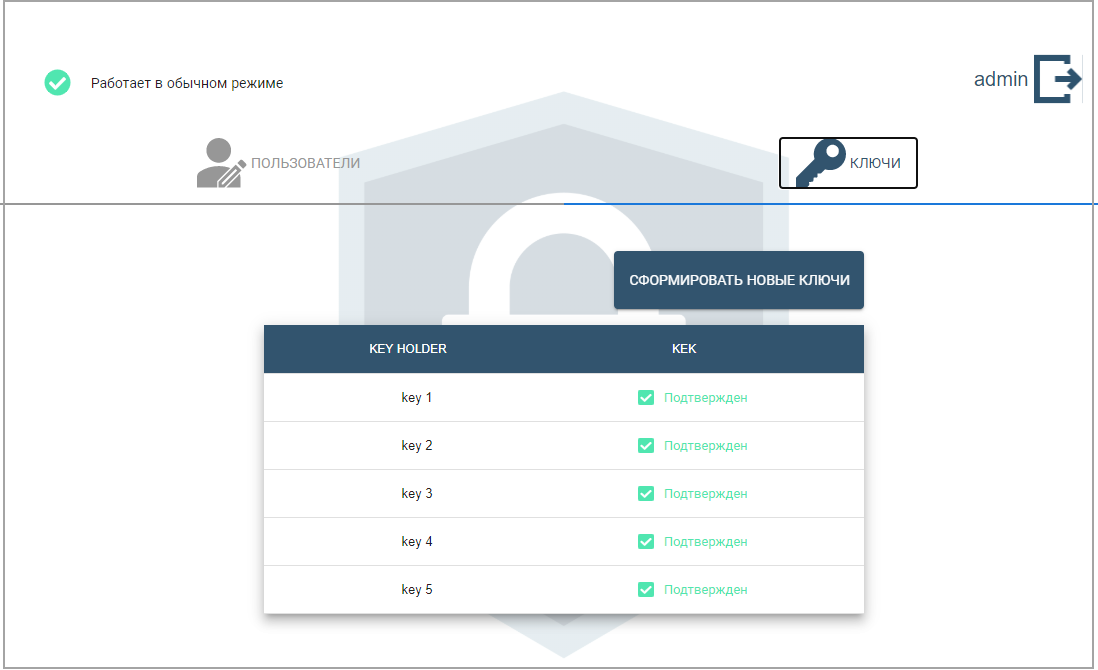 Работает в обычном режиме
admin
ПОЛЬЗОВАТЕЛИ
КЛЮЧИ
СФОРМИРОВАТЬ НОВЫЕ КЛЮЧИ
KEY HOLDER KEK
key 1 Подтвержден
key 2 Подтвержден
key 3 Подтвержден
key 4 Подтвержден
key 5 Подтвержден